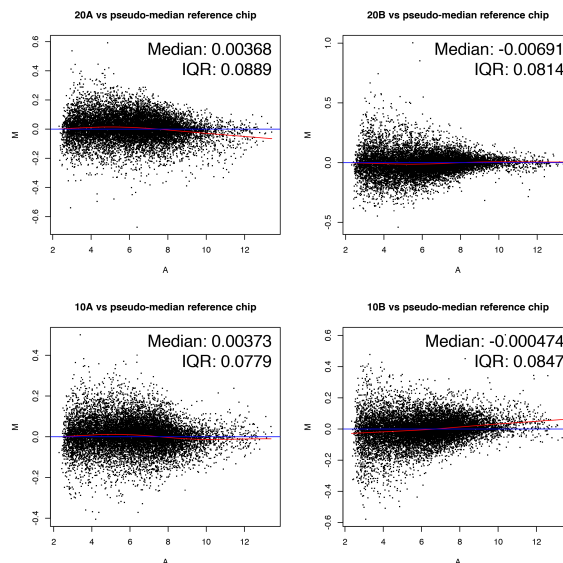 20A vs pseudo-median reference chip
Median: 0.00368
IQR: 0.0889
0.6
0.4
0.2
0.0
-0.2
-0.4
-0.6
M
2 4 6 8 10 12
A
20B vs pseudo-median reference chip
Median: -0.00691
IQR: 0.0814
1.0
0.5
0.0
-0.5
M
2 4 6 8 10 12
A
10A vs pseudo-median reference chip
Median: 0.00373
IQR: 0.0779
0.4
0.2
0.0
-0.2
-0.4
M
2 4 6 8 10 12
A
10B vs pseudo-median reference chip
Median: -0.000474
IQR: 0.0847
0.6
0.4
0.2
0.0
-0.2
-0.4
-0.6
M
2 4 6 8 10 12
A